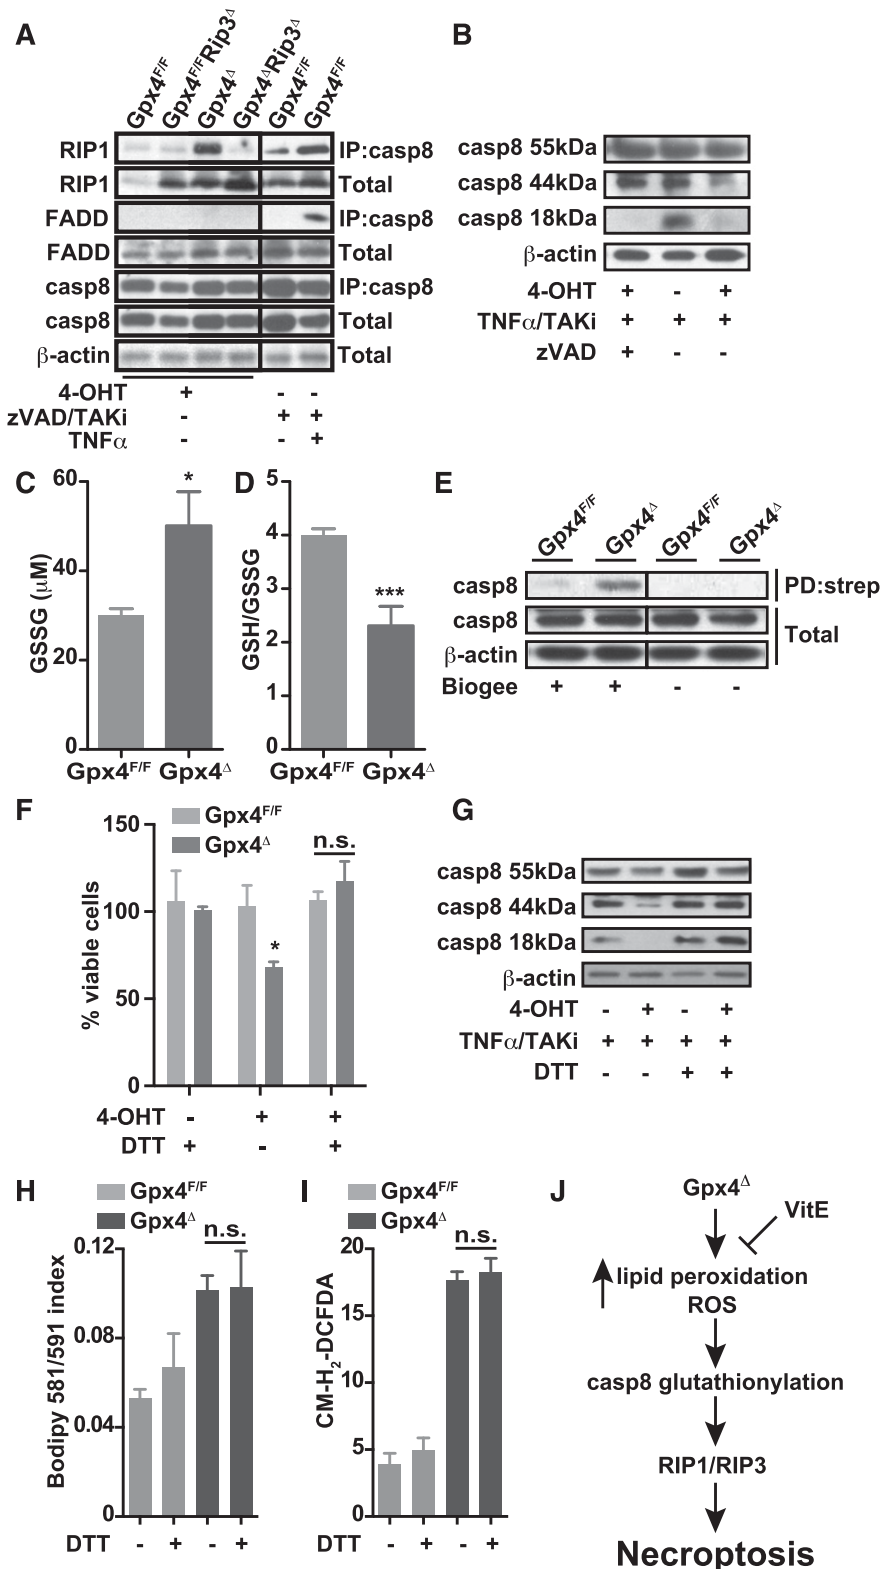 A
Gpx4F/F
Gpx4F/FRip3Δ
Gpx4Δ
Gpx4ΔRip3Δ
Gpx4F/F
Gpx4F/F
RIP1 IP:casp8
RIP1 Total
FADD IP:casp8
FADD Total
casp8 IP:casp8
casp8 Total
β-actin Total
4-OHT + - -
zVAD/TAKi - + +
TNFα - - +
B
casp8 55kDa
casp8 44kDa
casp8 18kDa
β-actin
4-OHT + - +
TNFα/TAKi + + +
zVAD + - -
C
GSSG (μM)
60
40
20
0
*
Gpx4F/F Gpx4Δ
D
GSH/GSSG
5
4
3
2
1
0
***
Gpx4F/F Gpx4Δ
E
Gpx4F/F Gpx4Δ Gpx4F/F Gpx4Δ
casp8 PD:strep
casp8
β-actin
Total
Biogee + + - -
F
Gpx4F/F
Gpx4Δ
% viable cells
150
100
50
0
*
n.s.
4-OHT - + +
DTT + - +
G
casp8 55kDa
casp8 44kDa
casp8 18kDa
β-actin
4-OHT - + - +
TNFα/TAKi + + + +
DTT - - + +
H
Gpx4F/F
Gpx4Δ
Bodipy 581/591 index
0.12
0.08
0.04
0
n.s.
DTT - + - +
I
Gpx4F/F
Gpx4Δ
CM-H2-DCFDA
20
15
10
5
0
n.s.
DTT - + - +
J
Gpx4Δ
VitE
lipid peroxidation
ROS
casp8 glutathionylation
RIP1/RIP3
Necroptosis